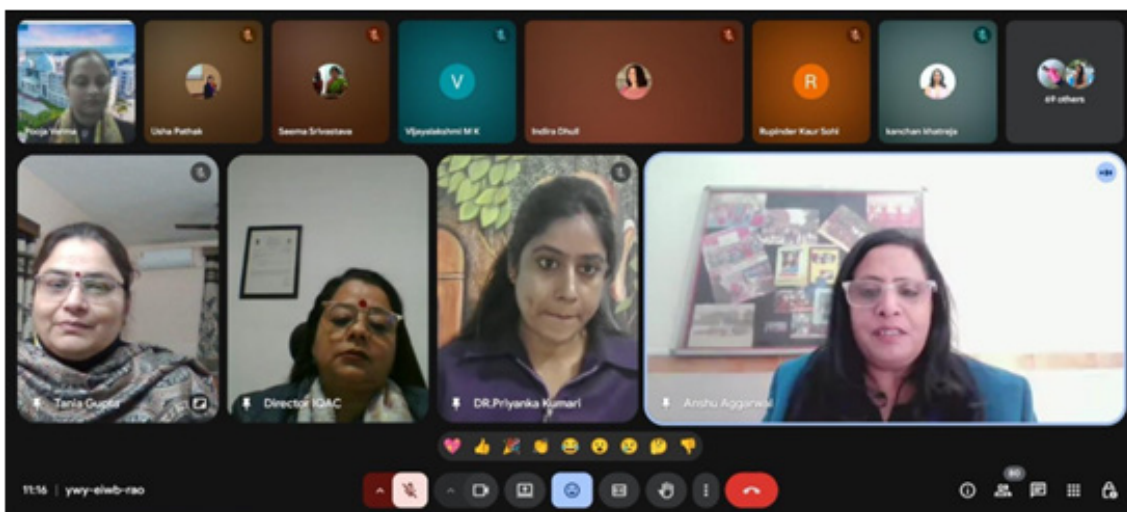 Pooja Verma
Usha Pathak
Seema Srivastava
V
Vijayalakshmi M K
Indira Dhull
R
Rupinder Kaur Sohi
kanchan khatreja
69 others
Tania Gupta
Director IQAC
DR.Priyanka Kumari
Anshu Aggarwal
11:16 | ywy-eiwb-rao
80